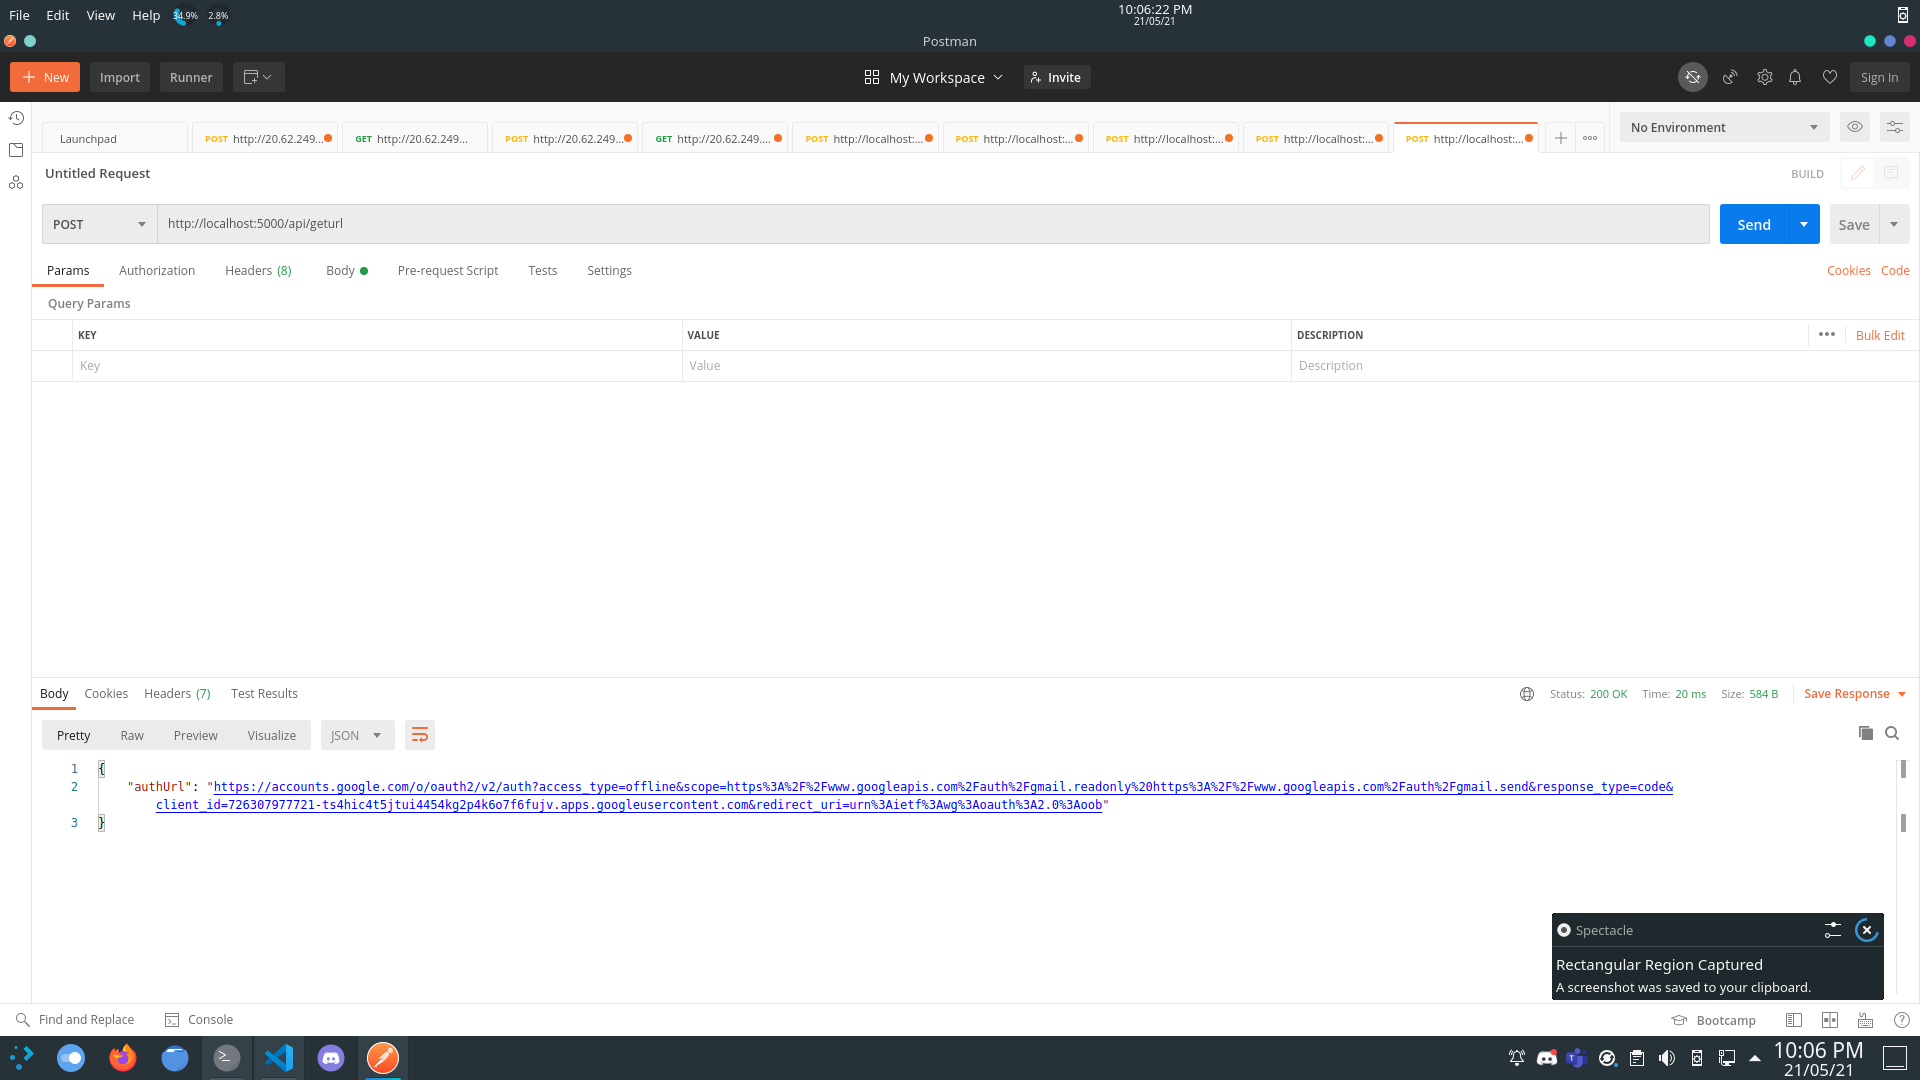 File Edit View Help 34.9% 2.8%
10:06:22 PM
21/05/21
Postman
New Import Runner My Workspace Invite Sign In
Launchpad POST http://20.62.249... GET http://20.62.249... POST http://20.62.249... GET http://20.62.249.... POST http://localhost:... POST http://localhost:... POST http://localhost:... POST http://localhost:... POST http://localhost:... No Environment
Untitled Request BUILD
POST http://localhost:5000/api/geturl Send Save
Params Authorization Headers (8) Body Pre-request Script Tests Settings Cookies Code
Query Params
KEY VALUE DESCRIPTION Bulk Edit
Key Value Description
Body Cookies Headers (7) Test Results Status: 200 OK Time: 20 ms Size: 584 B Save Response
Pretty Raw Preview Visualize JSON
1 {
2 "authUrl": "https://accounts.google.com/o/oauth2/v2/auth?access_type=offline&scope=https%3A%2F%2Fwww.googleapis.com%2Fauth%2Fgmail.readonly%20https%3A%2F%2Fwww.googleapis.com%2Fauth%2Fgmail.send&response_type=code&
client_id=726307977721-ts4hic4t5jtui4454kg2p4k6o7f6fujv.apps.googleusercontent.com&redirect_uri=urn%3Aietf%3Awg%3Aoauth%3A2.0%3Aoob"
3 }
Spectacle
Rectangular Region Captured
A screenshot was saved to your clipboard.
Find and Replace Console Bootcamp
10:06 PM
21/05/21